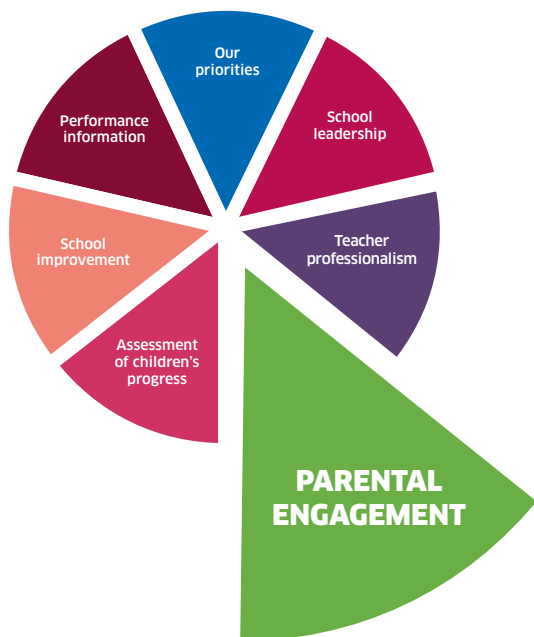 Our
priorities
School
leadership
Teacher
professionalism
PARENTAL
ENGAGEMENT
Assessment
of children's
progress
School
improvement
Performance
information